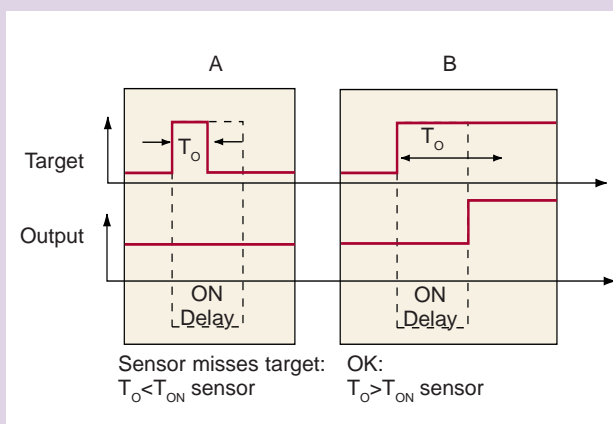 A B
T_O T_O
Target
Output
ON ON
Delay Delay
Sensor misses target: OK:
T_O<T_ON sensor T_O>T_ON sensor